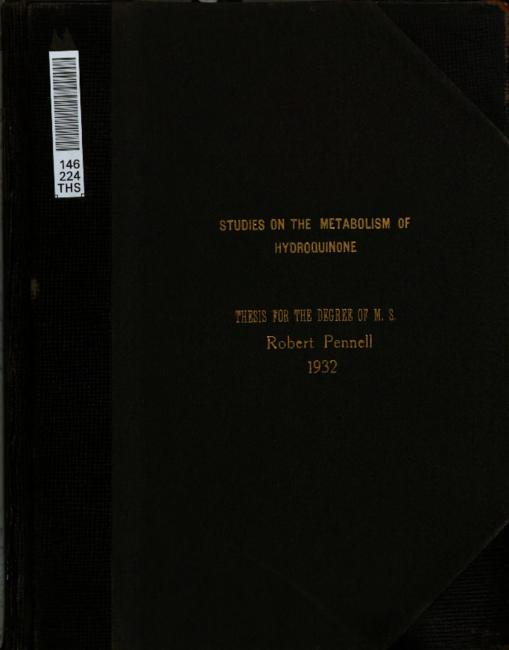 146
224
THS
STUDIES ON THE METABOLISM OF
HYDROQUINONE
THESIS FOR THE DEGREE OF M. S.
Robert Pennell
1932